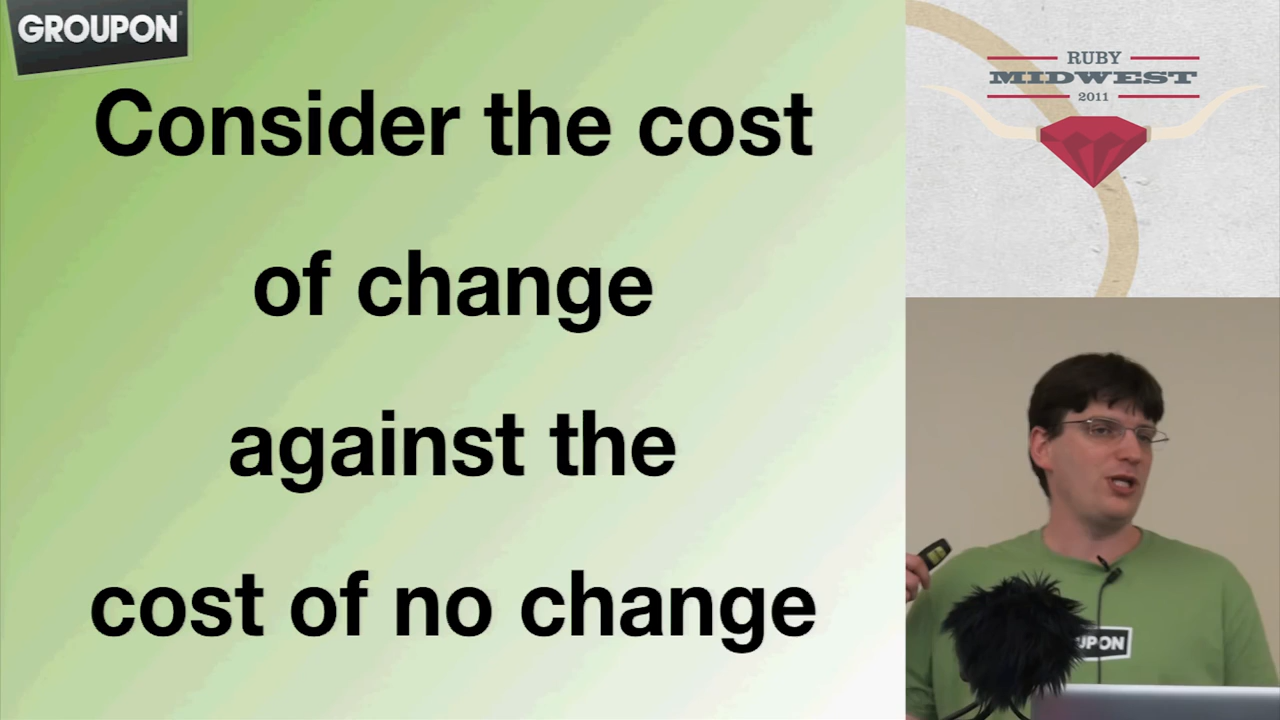 GROUPON
Consider the cost
of change
against the
cost of no change
RUBY
MIDWEST
2011
UPON